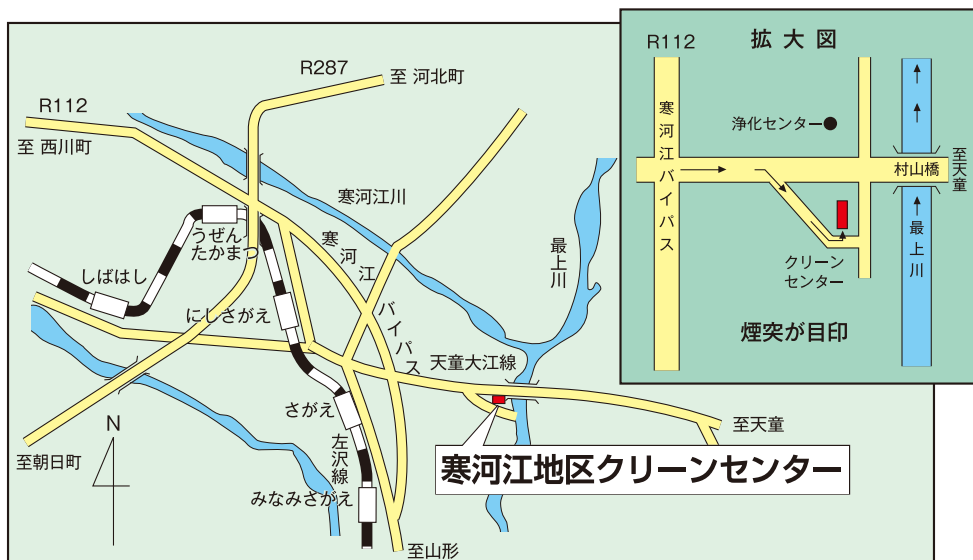 R287
至 河北町
R112
至 西川町
寒河江川
うぜん
たかまつ
しばはし
寒河江
バイパス
最上川
にしさがえ
天童大江線
さがえ
左沢線
みなみさがえ
至天童
至朝日町
至山形
N
寒河江地区クリーンセンター
R112
拡大図
寒河江バイパス
浄化センター
村山橋
至天童
最上川
クリーン
センター
煙突が目印